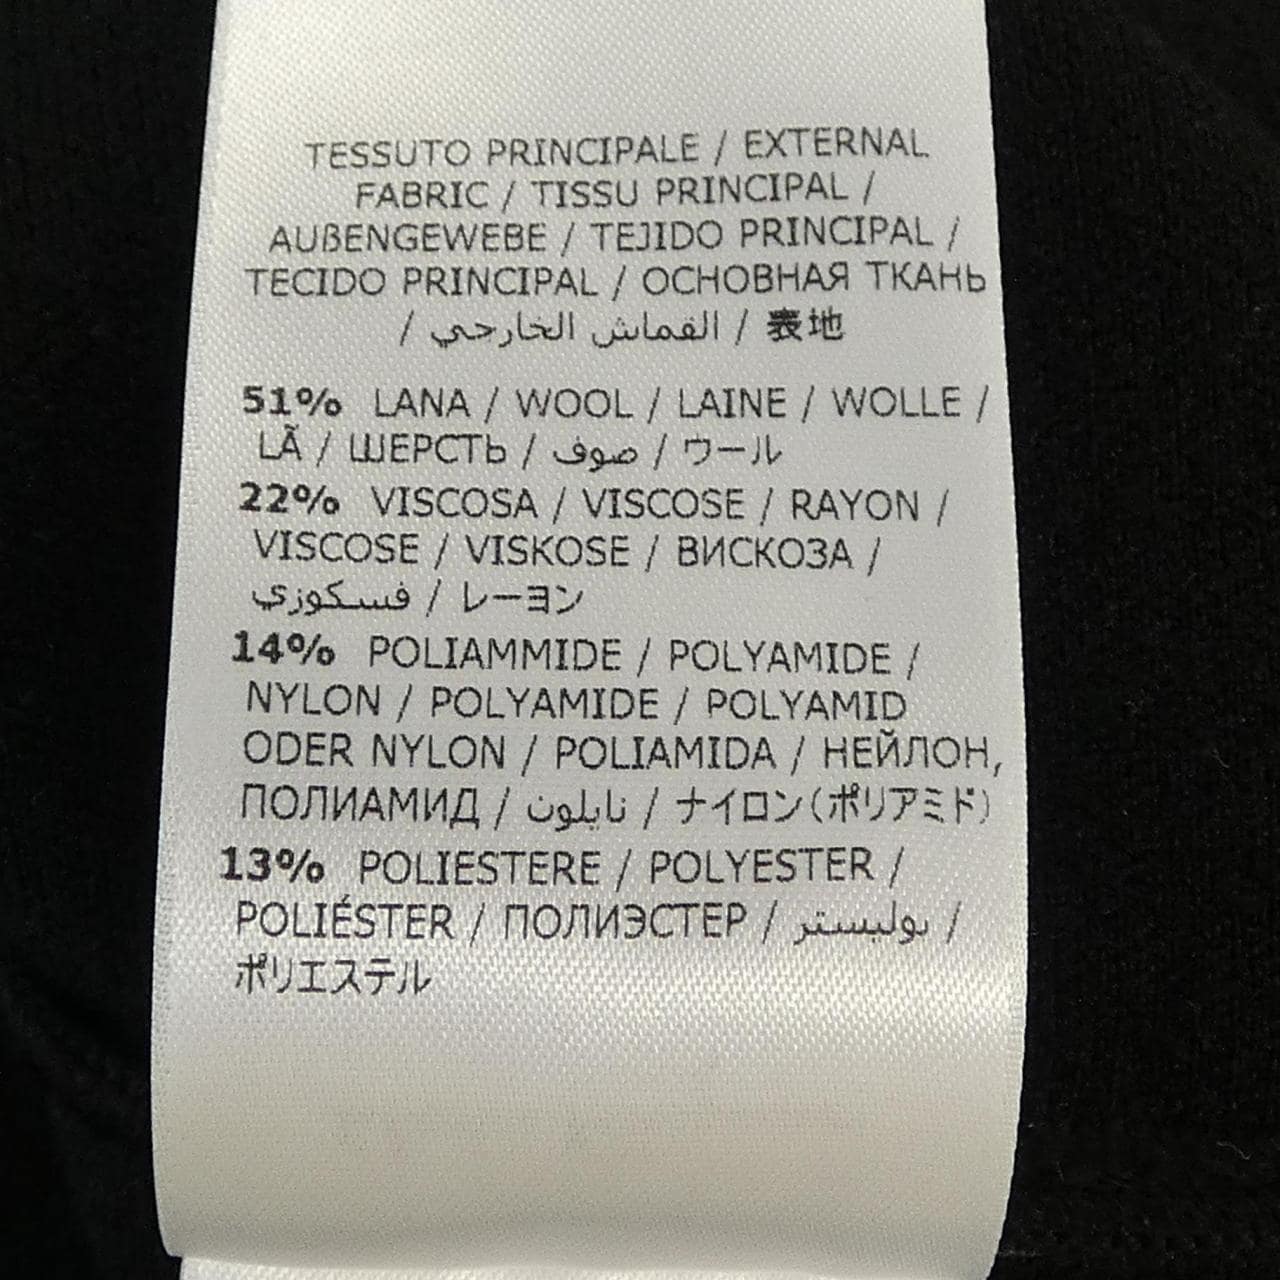 TESSUTO PRINCIPALE / EXTERNAL
FABRIC / TISSU PRINCIPAL /
AUßENGEWEBE / TEJIDO PRINCIPAL /
TECIDO PRINCIPAL / ОСНОВНАЯ ТКАНЬ
/ القماش الخارجي / 表地
51% LANA / WOOL / LAINE / WOLLE /
LÃ / ШЕРСТЬ / صوف / ウール
22% VISCOSA / VISCOSE / RAYON /
VISCOSE / VISKOSE / ВИСКОЗА /
فسكوزي / レーヨン
14% POLIAMMIDE / POLYAMIDE /
NYLON / POLYAMIDE / POLYAMID
ODER NYLON / POLIAMIDA / НЕЙЛОН,
ПОЛИАМИД / نايلون / ナイロン(ポリアミド)
13% POLIESTERE / POLYESTER /
POLIÉSTER / ПОЛИЭСТЕР / بوليستر /
ポリエステル